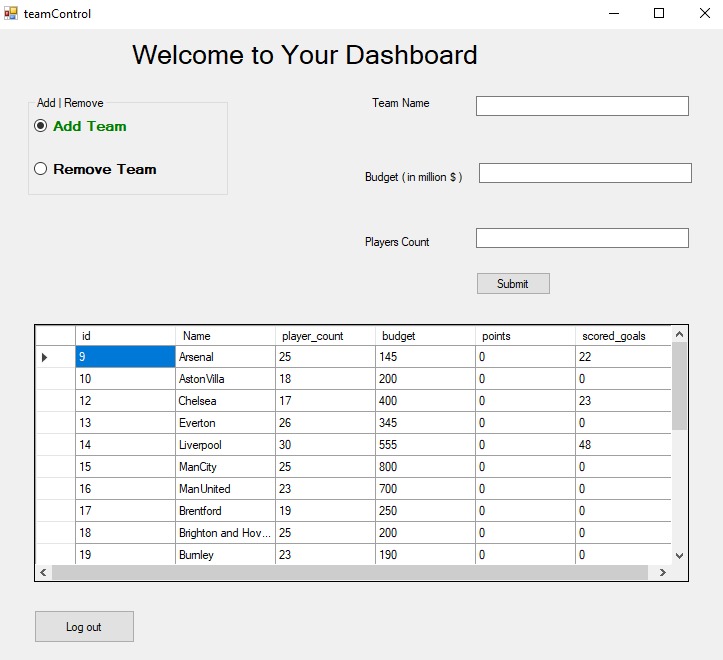 teamControl
Welcome to Your Dashboard
Add | Remove
Add Team
Remove Team
Team Name
Budget ( in million $ )
Players Count
Submit
id Name player_count budget points scored_goals
9 Arsenal 25 145 0 22
10 AstonVilla 18 200 0 0
12 Chelsea 17 400 0 23
13 Everton 26 345 0 0
14 Liverpool 30 555 0 48
15 ManCity 25 800 0 0
16 ManUnited 23 700 0 0
17 Brentford 19 250 0 0
18 Brighton and Hov... 25 200 0 0
19 Burnley 23 190 0 0
Log out